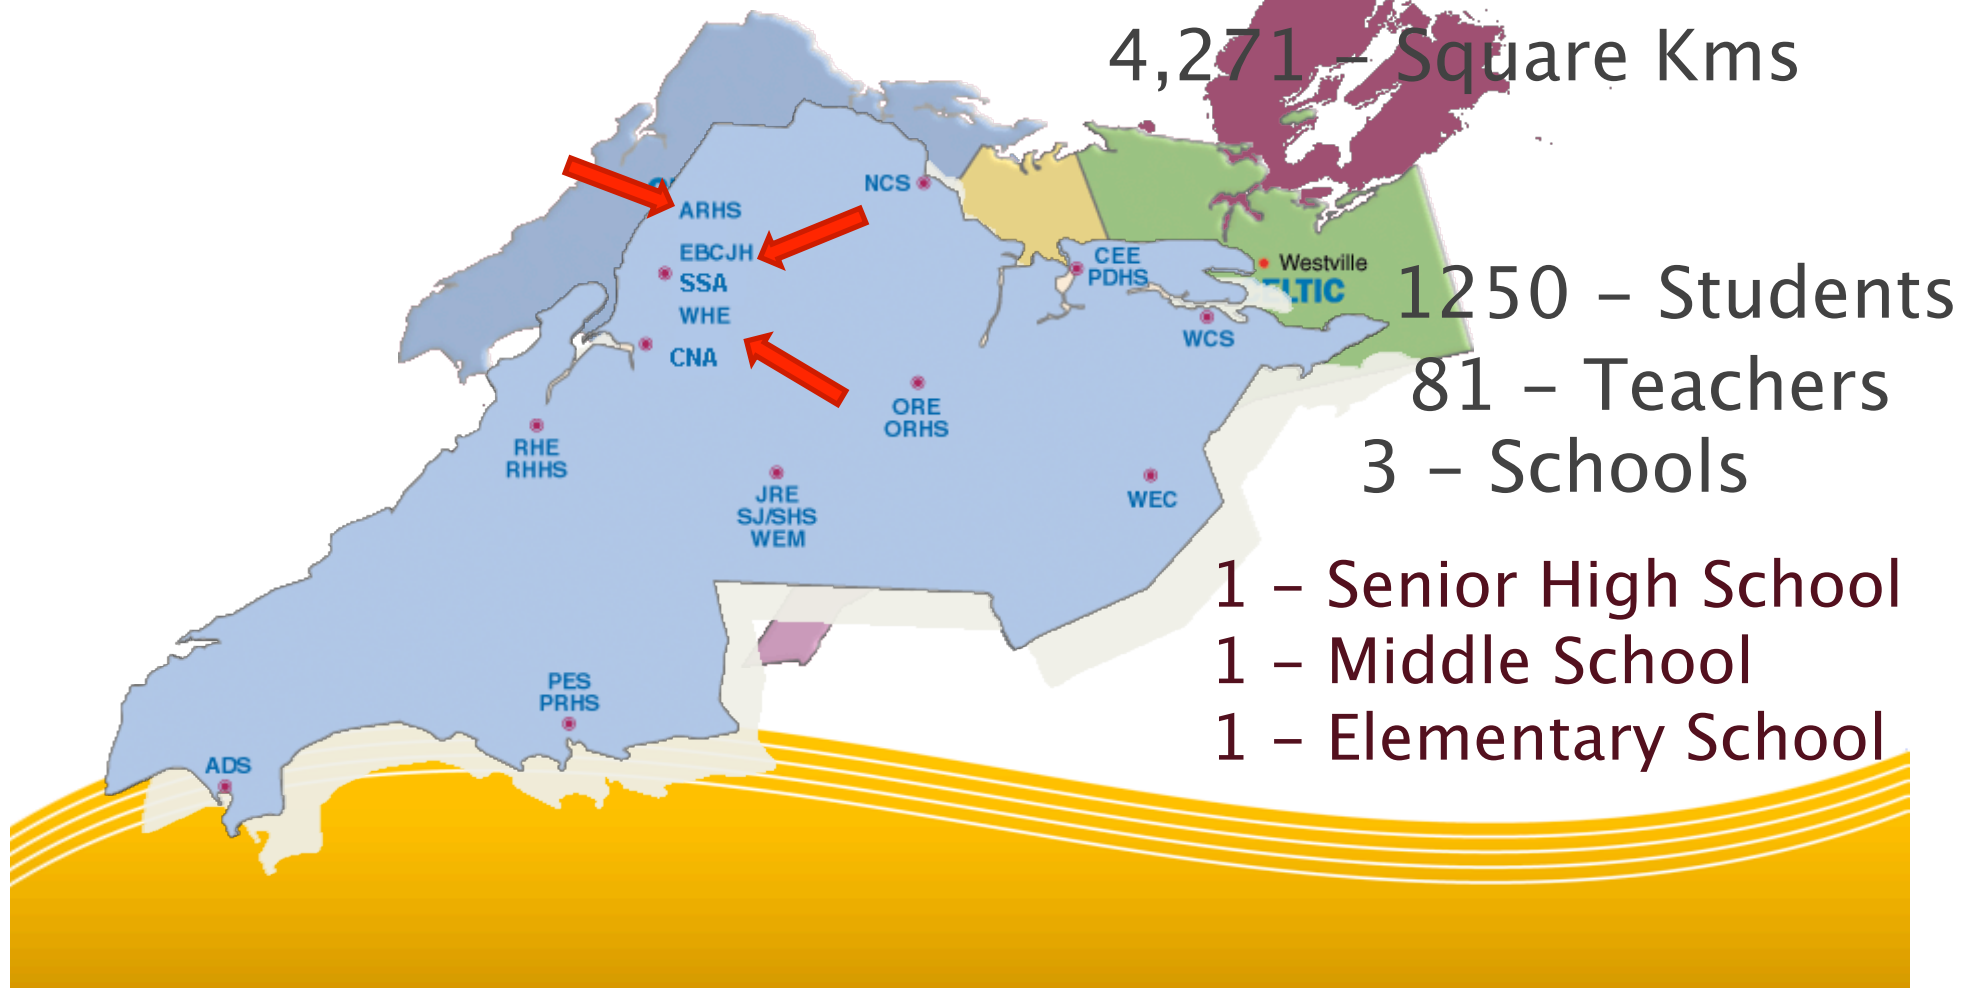 4,271 – Square Kms
NCS
ARHS
EBCJH
SSA
WHE
CNA
CEE
PDHS
Westville
ELTIC
WCS
1250 – Students
81 – Teachers
3 – Schools
ORE
ORHS
RHE
RHHS
JRE
SJ/SHS
WEM
WEC
1 – Senior High School
1 – Middle School
1 – Elementary School
PES
PRHS
ADS